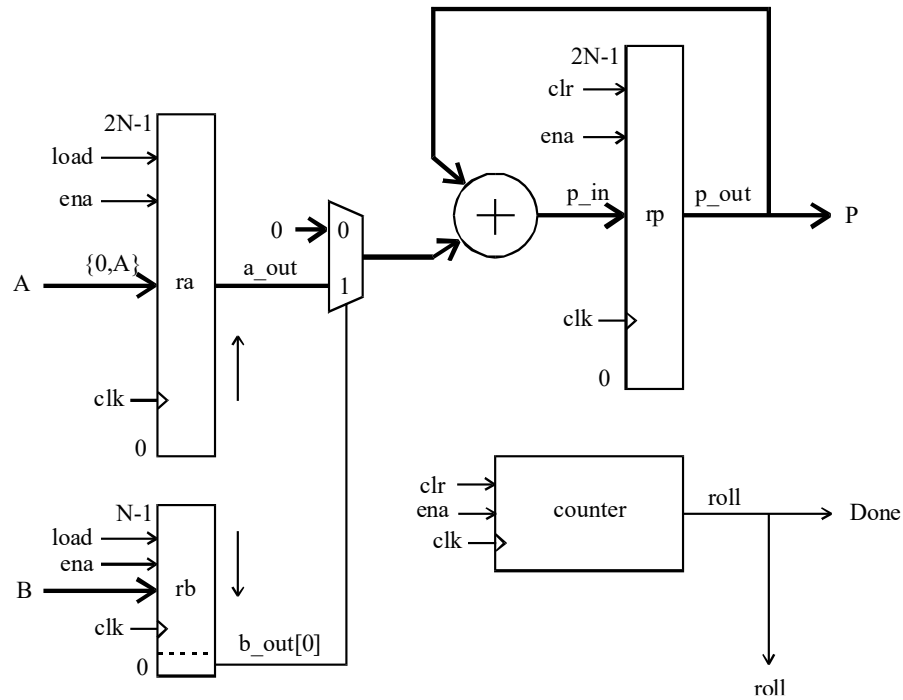 2N-1
load
ena
{0,A}
A
ra
a_out
clk
0
0
0
1
N-1
load
ena
B
rb
clk
b_out[0]
0
2N-1
clr
ena
p_in
rp
p_out
P
clk
0
clr
ena
clk
counter
roll
Done
roll